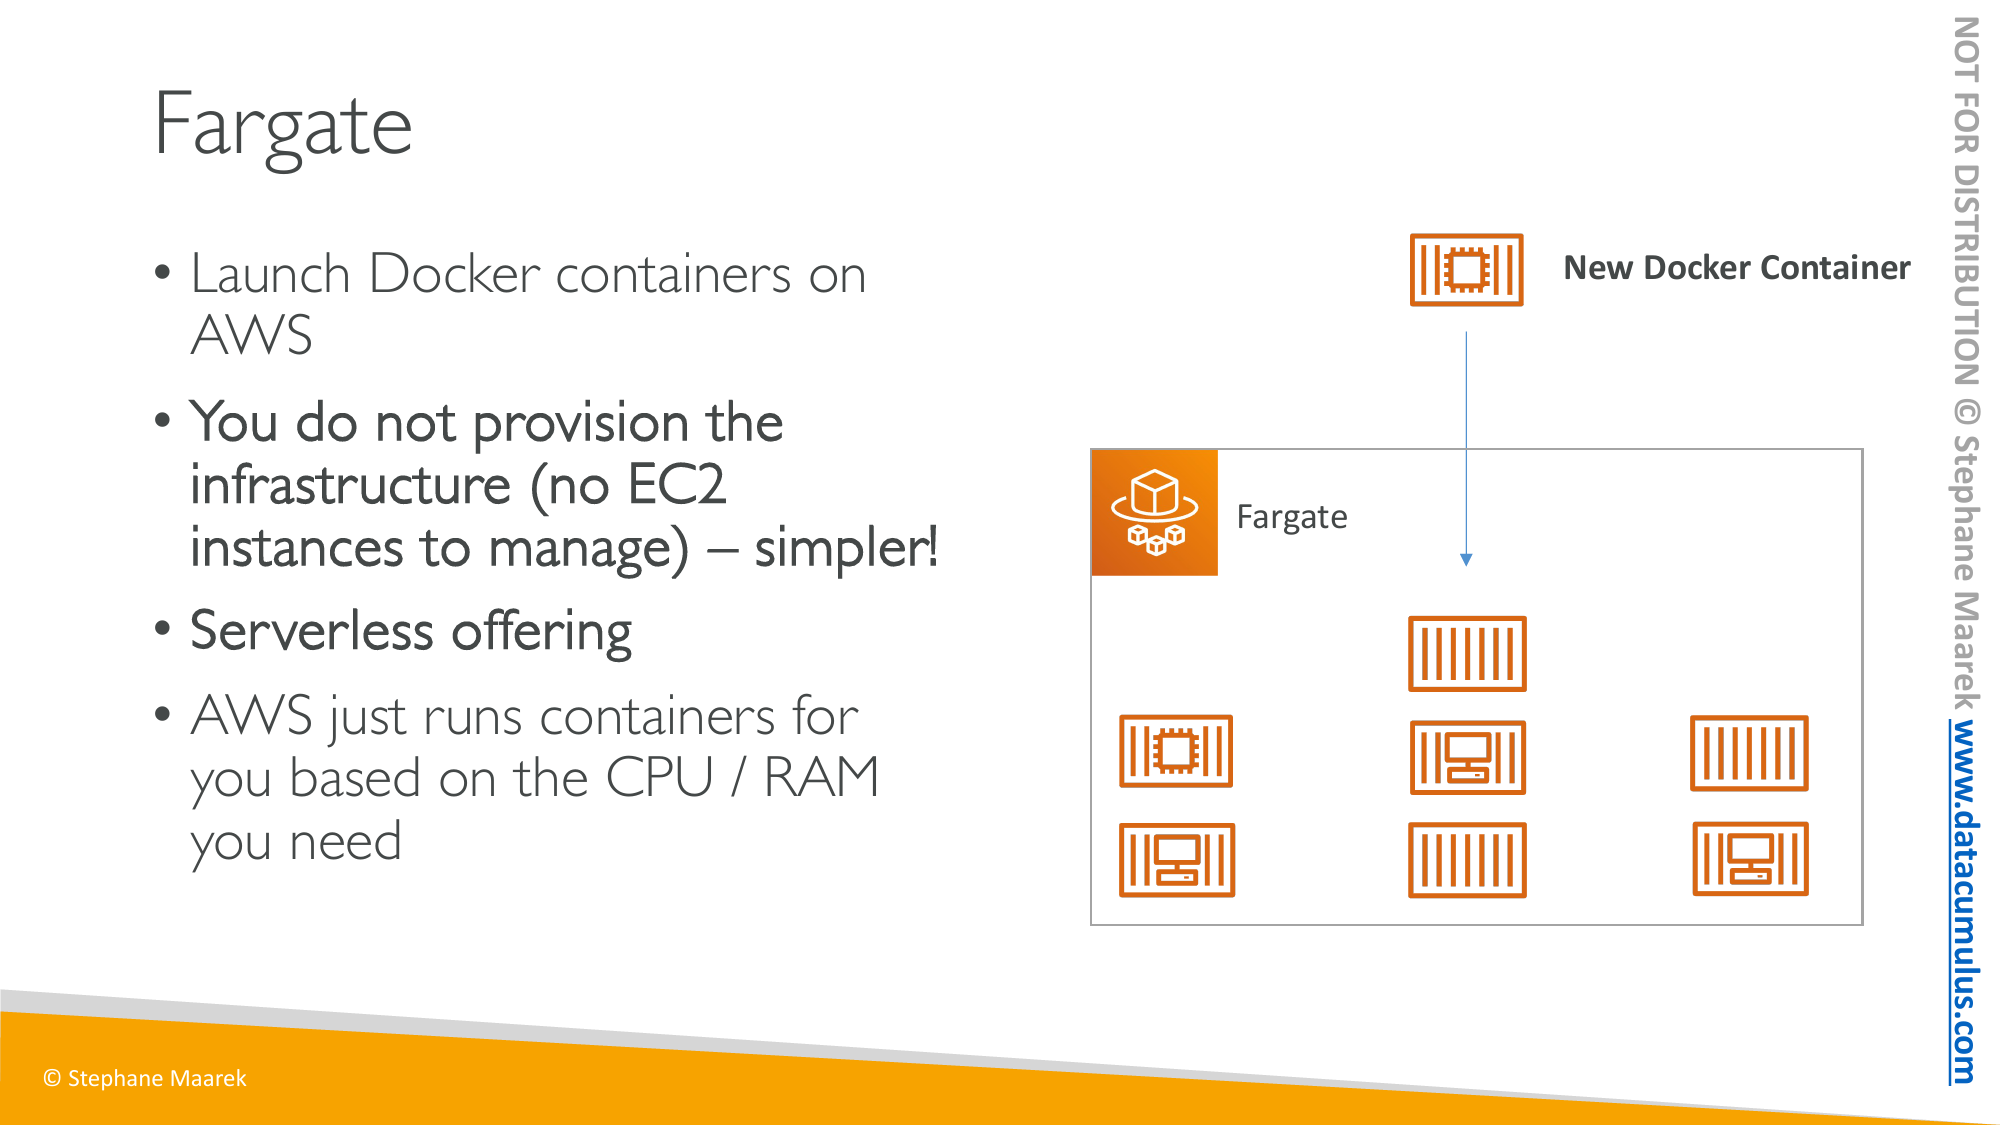 Fargate
• Launch Docker containers on
AWS
• You do not provision the
infrastructure (no EC2
instances to manage) – simpler!
• Serverless offering
• AWS just runs containers for
you based on the CPU / RAM
you need
New Docker Container
Fargate
© Stephane Maarek
NOT FOR DISTRIBUTION © Stephane Maarek www.datacumulus.com